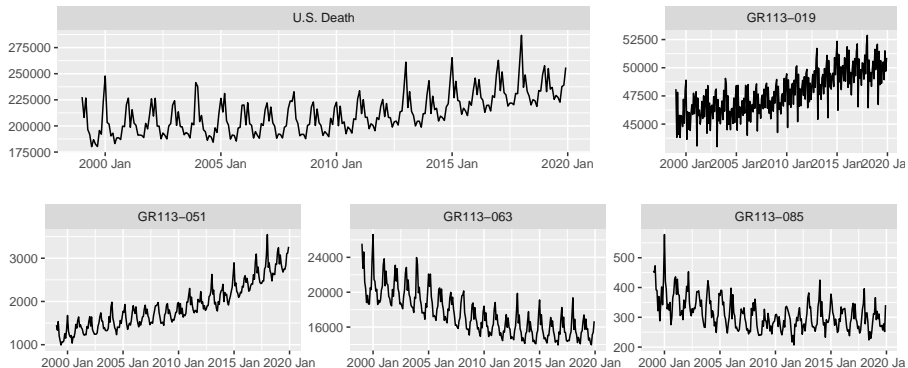 U.S. Death
275000
250000
225000
200000
175000
2000 Jan 2005 Jan 2010 Jan 2015 Jan 2020 Jan
GR113–019
52500
50000
47500
45000
2000 Jan 2005 Jan 2010 Jan 2015 Jan 2020 Jan
GR113–051
3000
2000
1000
2000 Jan 2005 Jan 2010 Jan 2015 Jan 2020 Jan
GR113–063
24000
20000
16000
2000 Jan 2005 Jan 2010 Jan 2015 Jan 2020 Jan
GR113–085
500
400
300
200
2000 Jan 2005 Jan 2010 Jan 2015 Jan 2020 Jan